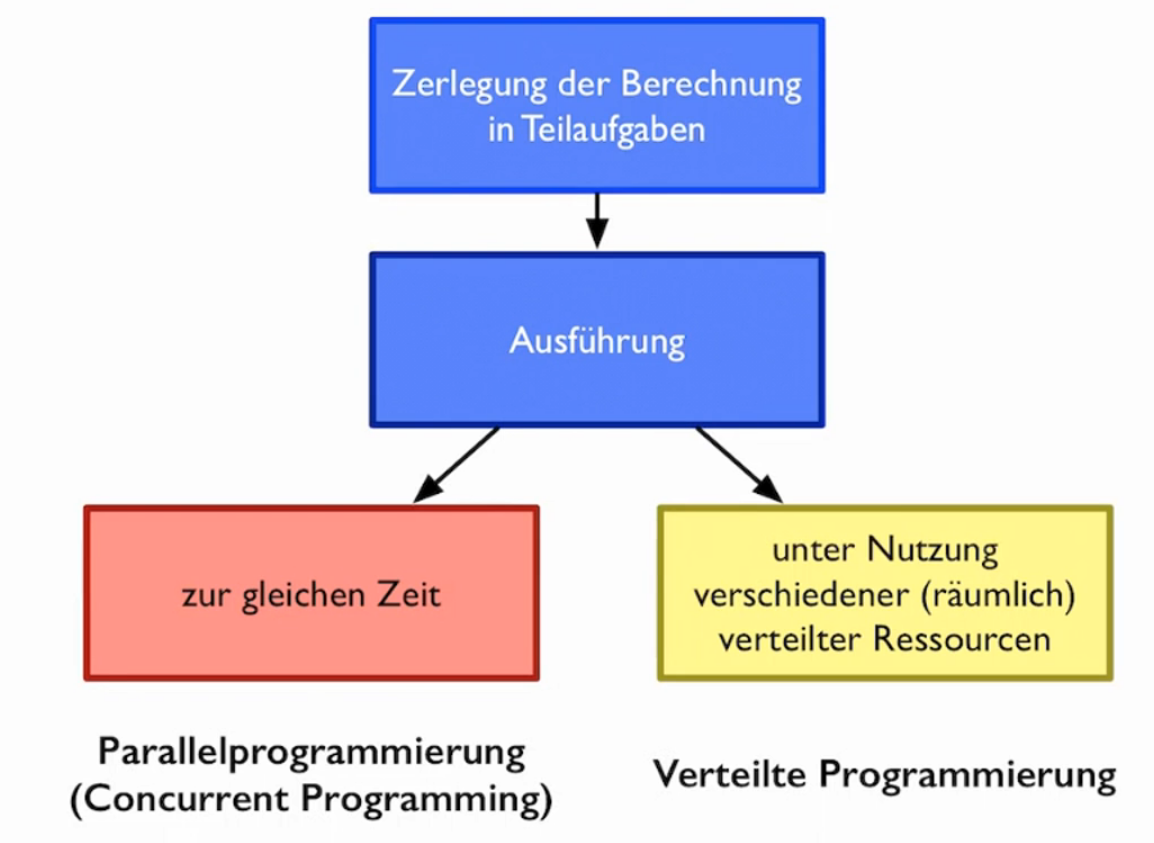 Zerlegung der Berechnung
in Teilaufgaben
Ausführung
zur gleichen Zeit
unter Nutzung
verschiedener (räumlich)
verteilter Ressourcen
Parallelprogrammierung
(Concurrent Programming)
Verteilte Programmierung